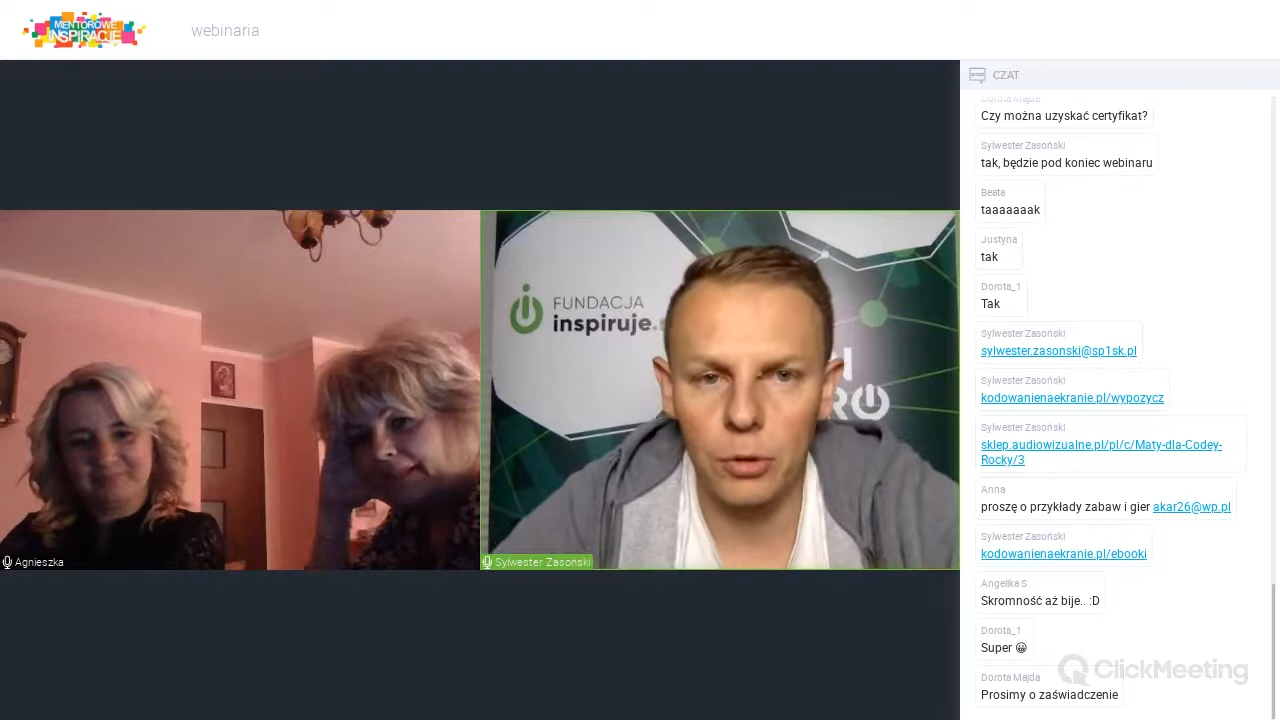 MENTOROWE
INSPIRACJE
webinaria
CZAT
Dorota Majda
Czy można uzyskać certyfikat?
Sylwester Zasoński
tak, będzie pod koniec webinaru
Beata
taaaaaaak
Justyna
tak
Dorota_1
Tak
Sylwester Zasoński
sylwester.zasonski@sp1sk.pl
Sylwester Zasoński
kodowanienaekranie.pl/wypozycz
Sylwester Zasoński
sklep.audiowizualne.pl/pl/c/Maty-dla-Codey-
Rocky/3
Anna
proszę o przykłady zabaw i gier akar26@wp.pl
Sylwester Zasoński
kodowanienaekranie.pl/ebooki
Angelika S
Skromność aż bije.. :D
Dorota_1
Super 😀
Dorota Majda
Prosimy o zaświadczenie
ClickMeeting
FUNDACJA
inspiruje.
Agnieszka
Sylwester Zasoński